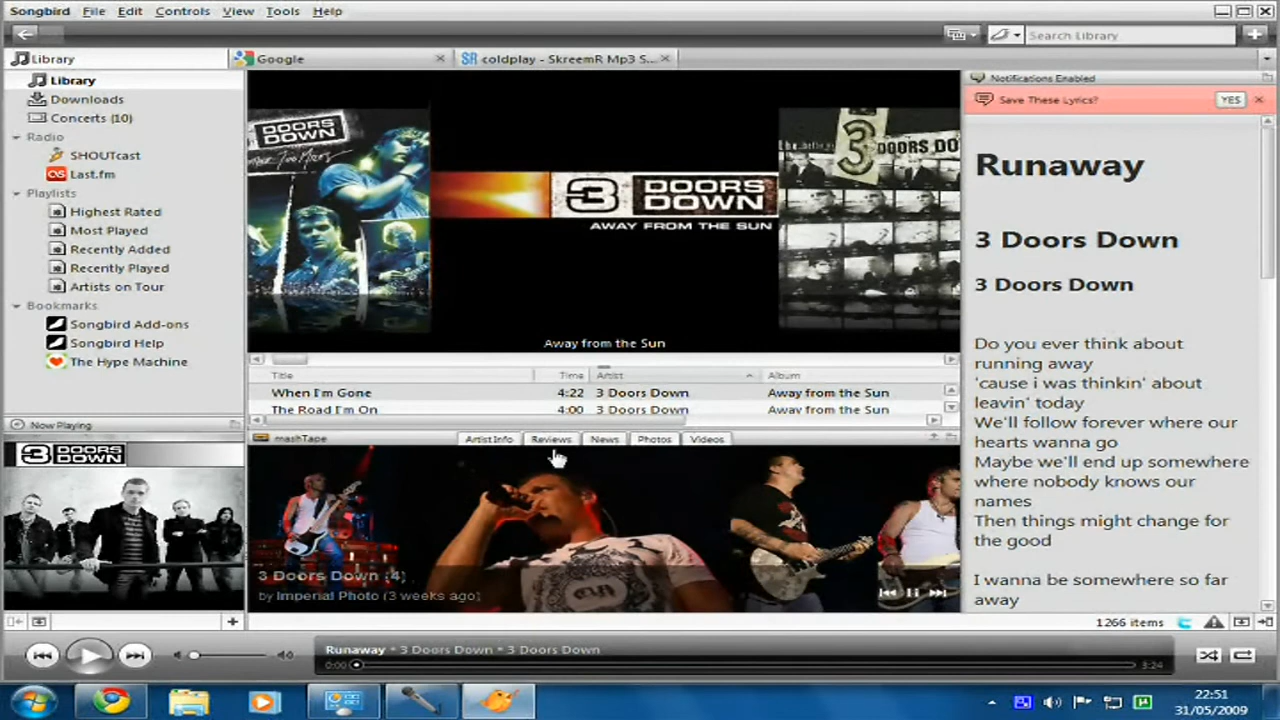 Songbird File Edit Controls View Tools Help
Search Library
Library
Google
SR coldplay - SkreemR Mp3 S...
Library
Downloads
Concerts (10)
Radio
SHOUTcast
Last.fm
Playlists
Highest Rated
Most Played
Recently Added
Recently Played
Artists on Tour
Bookmarks
Songbird Add-ons
Songbird Help
The Hype Machine
Now Playing
3 DOORS DOWN
3 DOORS DOWN
3 DOORS DOWN
AWAY FROM THE SUN
3 DOORS DO
Away from the Sun
Title Time Artist Album
When I'm Gone 4:22 3 Doors Down Away from the Sun
The Road I'm On 4:00 3 Doors Down Away from the Sun
mashTape Artist Info Reviews News Photos Videos
3 Doors Down (4)
by Imperial Photo (3 weeks ago)
Notifications Enabled
Save These Lyrics? YES
Runaway
3 Doors Down
3 Doors Down
Do you ever think about
running away
'cause i was thinkin' about
leavin' today
We'll follow forever where our
hearts wanna go
Maybe we'll end up somewhere
where nobody knows our
names
Then things might change for
the good
I wanna be somewhere so far
away
1266 items
Runaway * 3 Doors Down * 3 Doors Down
0:00 3:24
22:51
31/05/2009